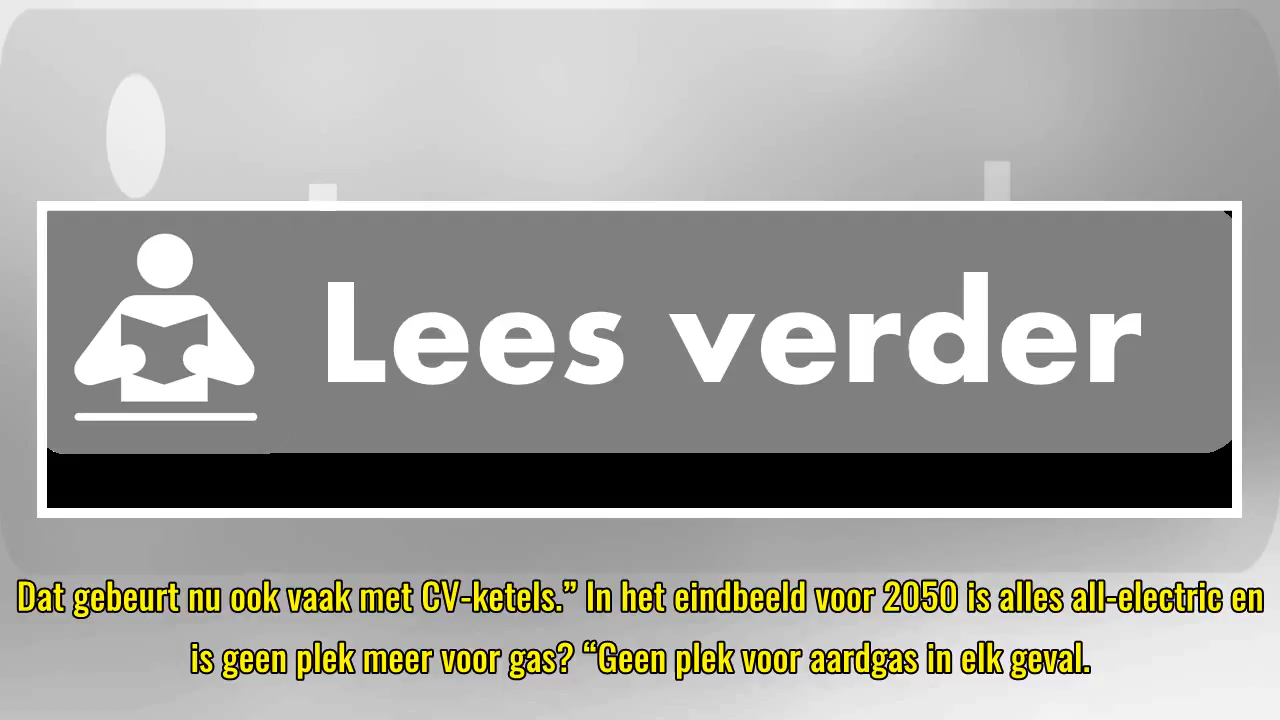 Lees verder
Dat gebeurt nu ook vaak met CV-ketels.” In het eindbeeld voor 2050 is alles all-electric en
is geen plek meer voor gas? “Geen plek voor aardgas in elk geval.